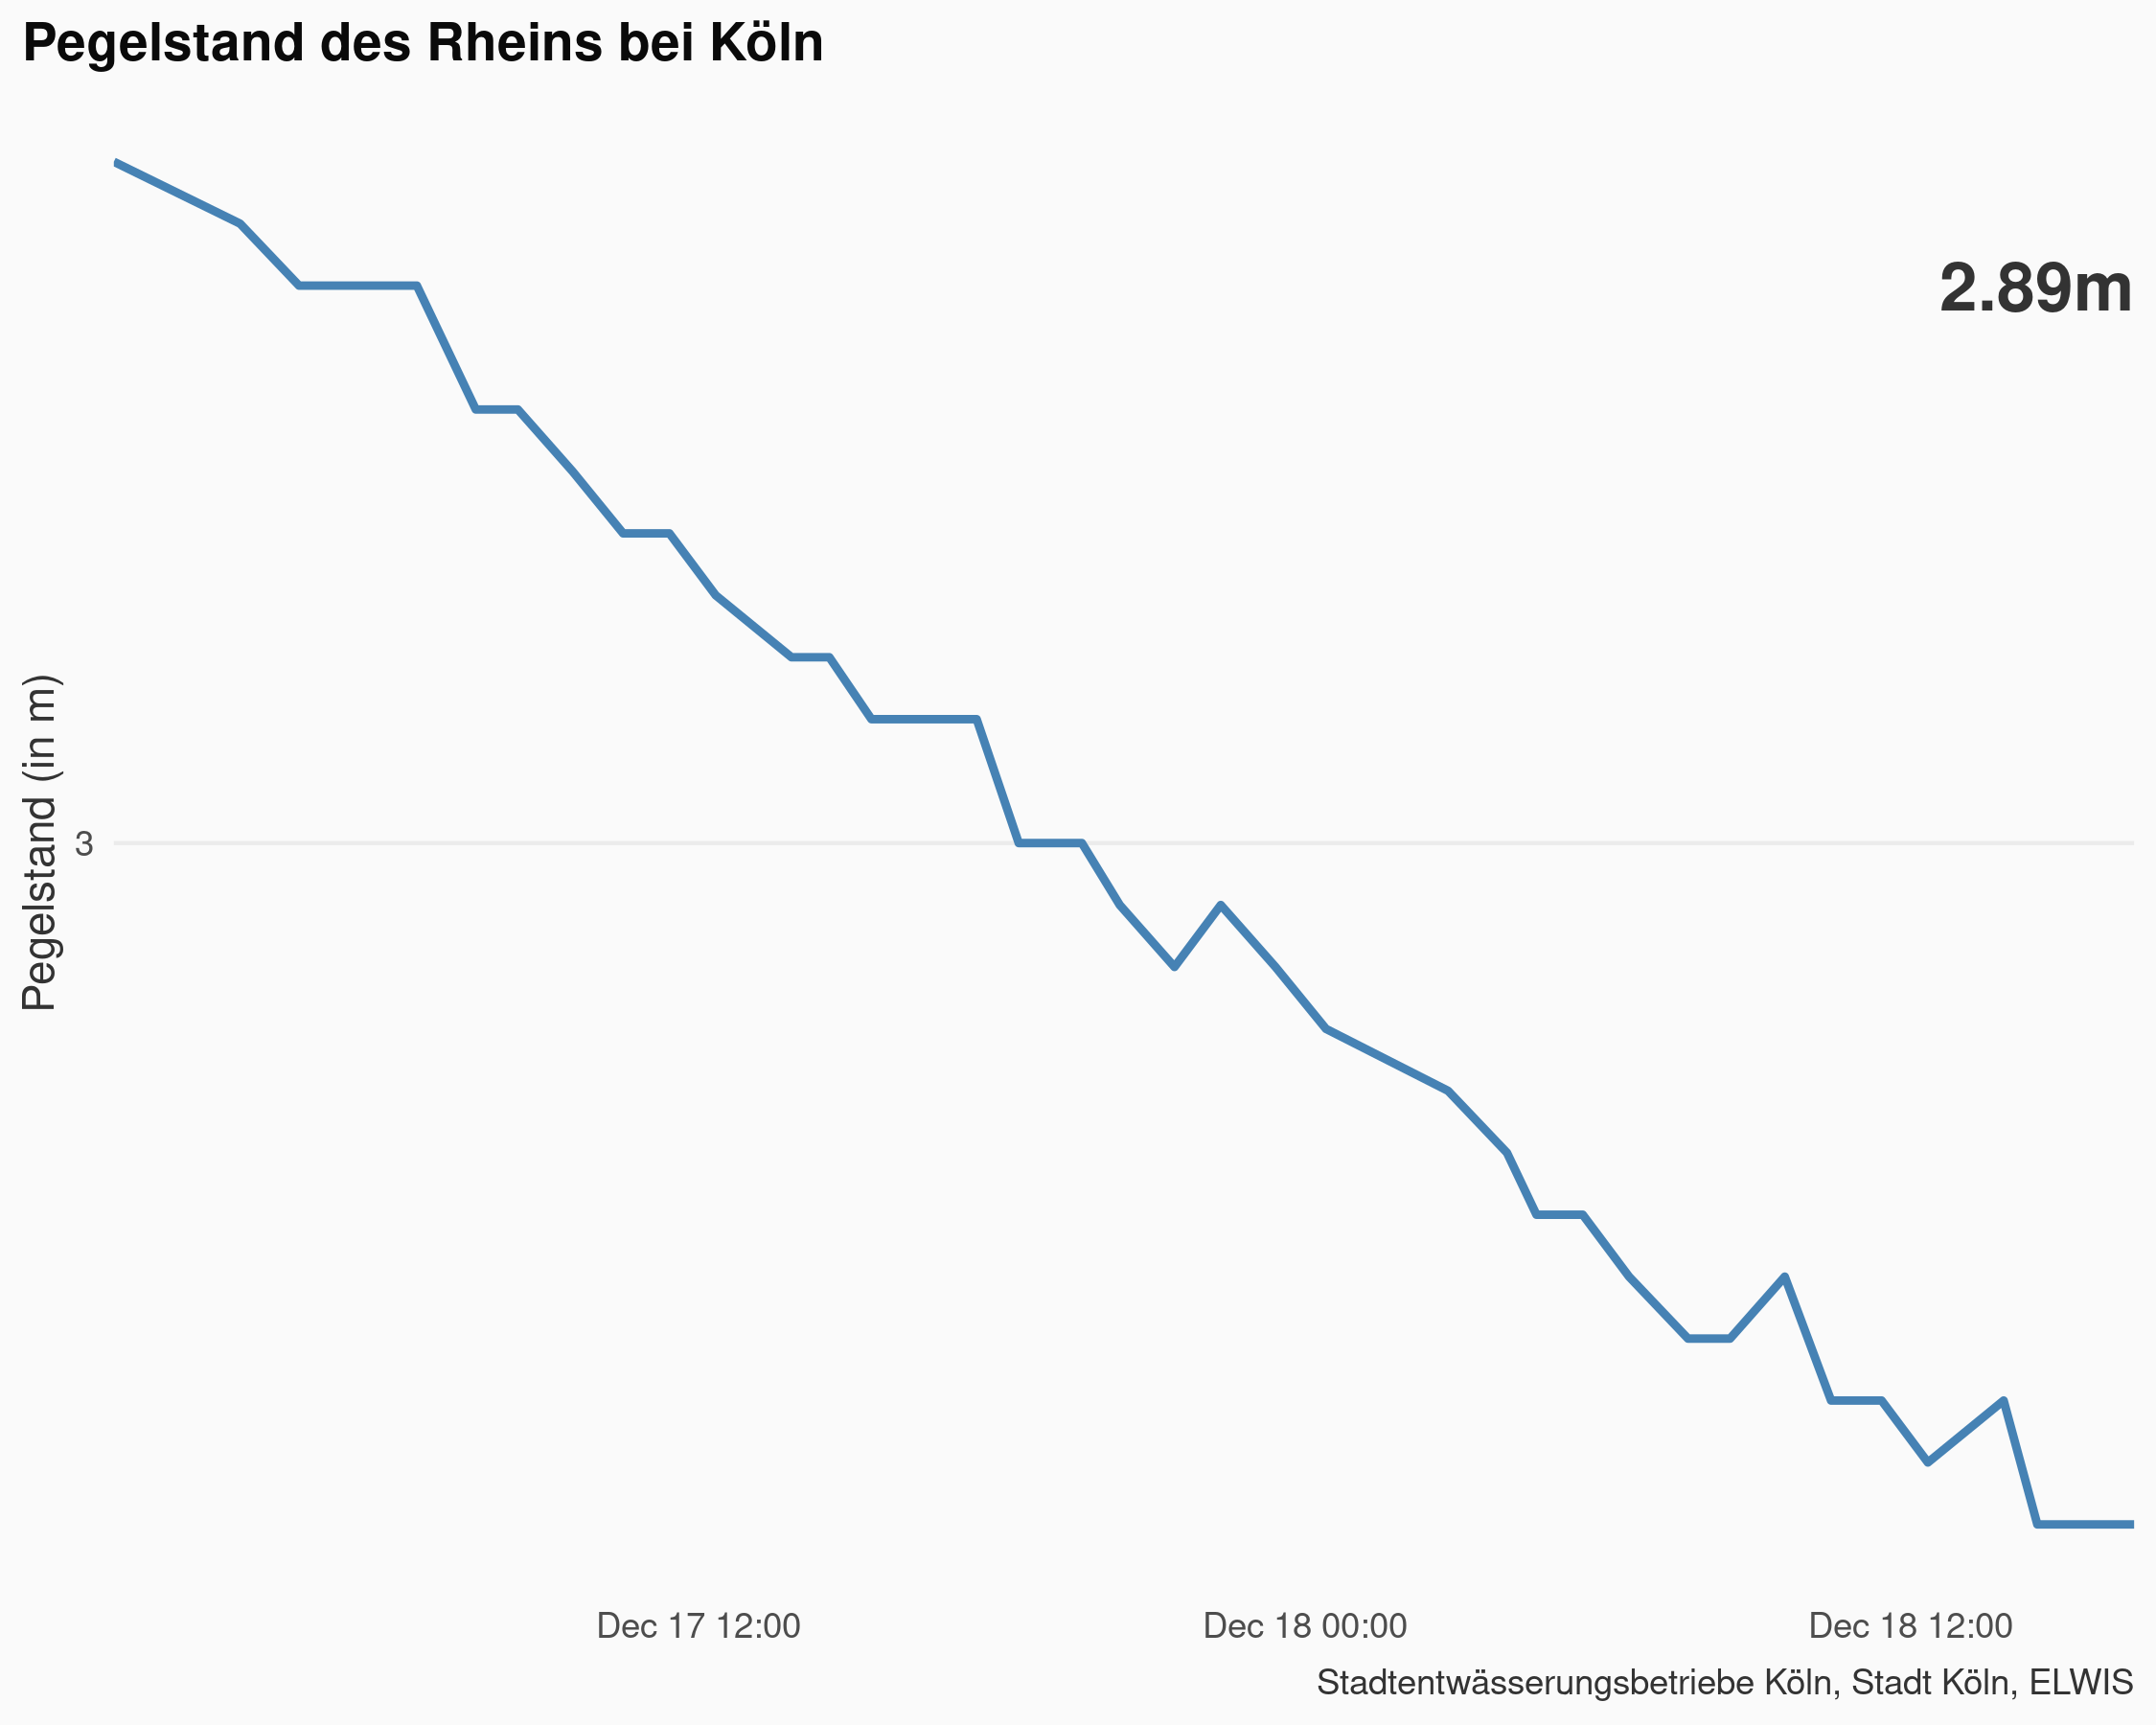 Pegelstand des Rheins bei Köln
2.89m
Pegelstand (in m)
3
Dec 17 12:00
Dec 18 00:00
Dec 18 12:00
Stadtentwässerungsbetriebe Köln, Stadt Köln, ELWIS